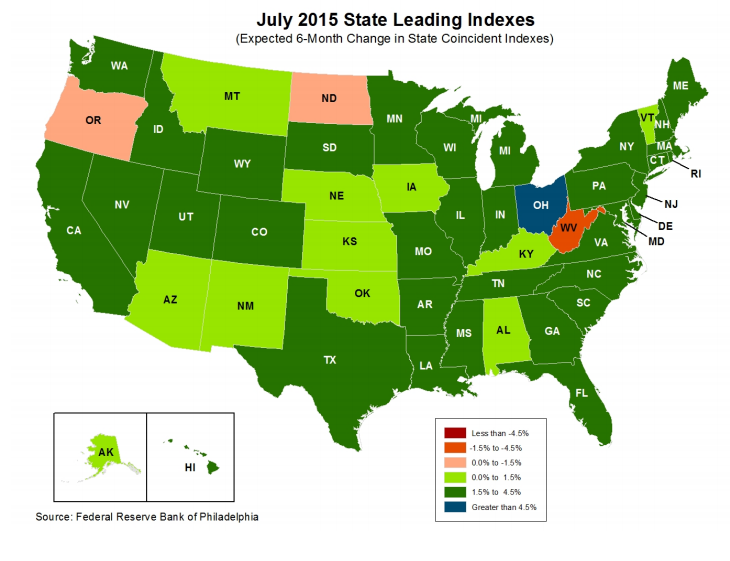 July 2015 State Leading Indexes
(Expected 6-Month Change in State Coincident Indexes)
WA
MT
ND
MN
ME
OR
ID
MI
VT
NH
SD
WI
MI
NY
MA
CT
RI
WY
NE
IA
PA
NV
UT
CO
IL
IN
OH
NJ
CA
KS
MO
WV
VA
DE
MD
KY
AZ
NM
OK
AR
TN
NC
MS
AL
GA
SC
TX
LA
FL
AK
HI
Less than -4.5%
-1.5% to -4.5%
0.0% to -1.5%
0.0% to 1.5%
1.5% to 4.5%
Greater than 4.5%
Source: Federal Reserve Bank of Philadelphia